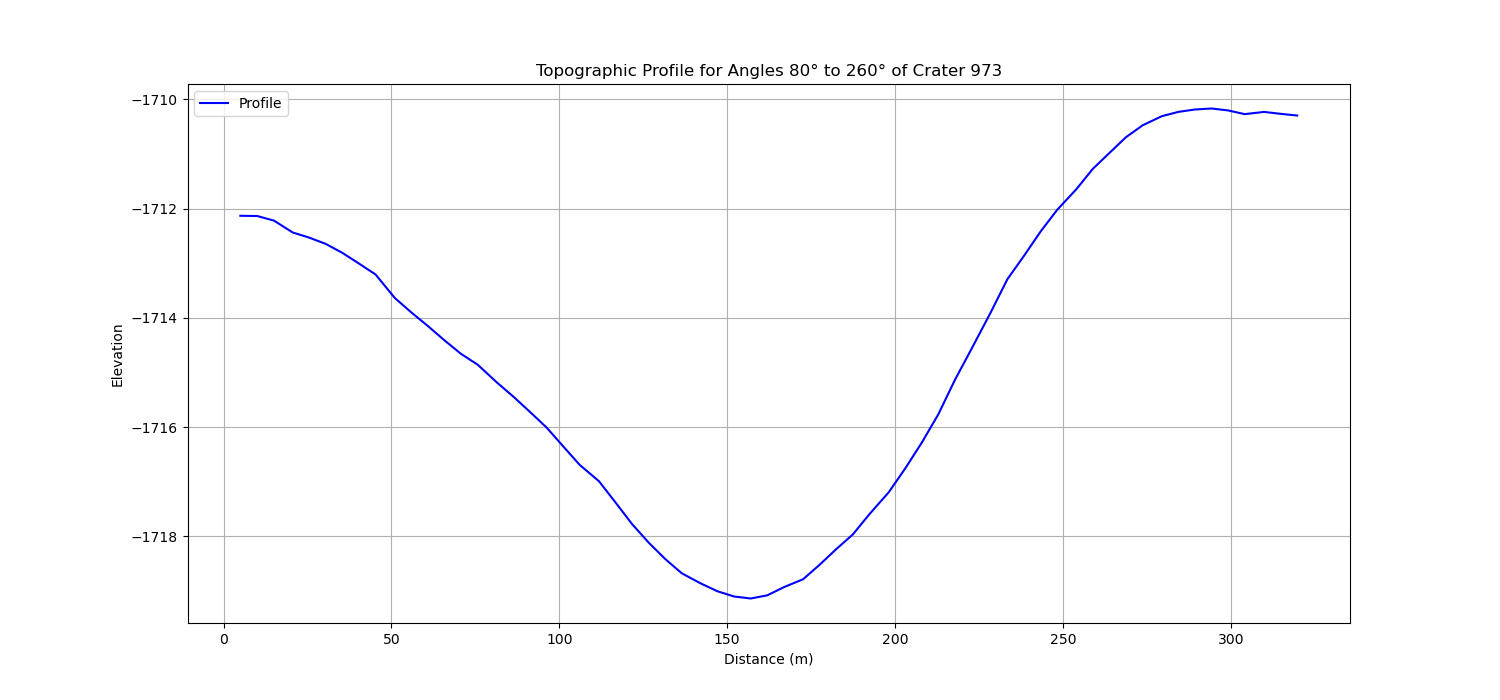 Topographic Profile for Angles 80° to 260° of Crater 973
Profile
−1710
−1712
−1714
−1716
−1718
Elevation
0 50 100 150 200 250 300
Distance (m)